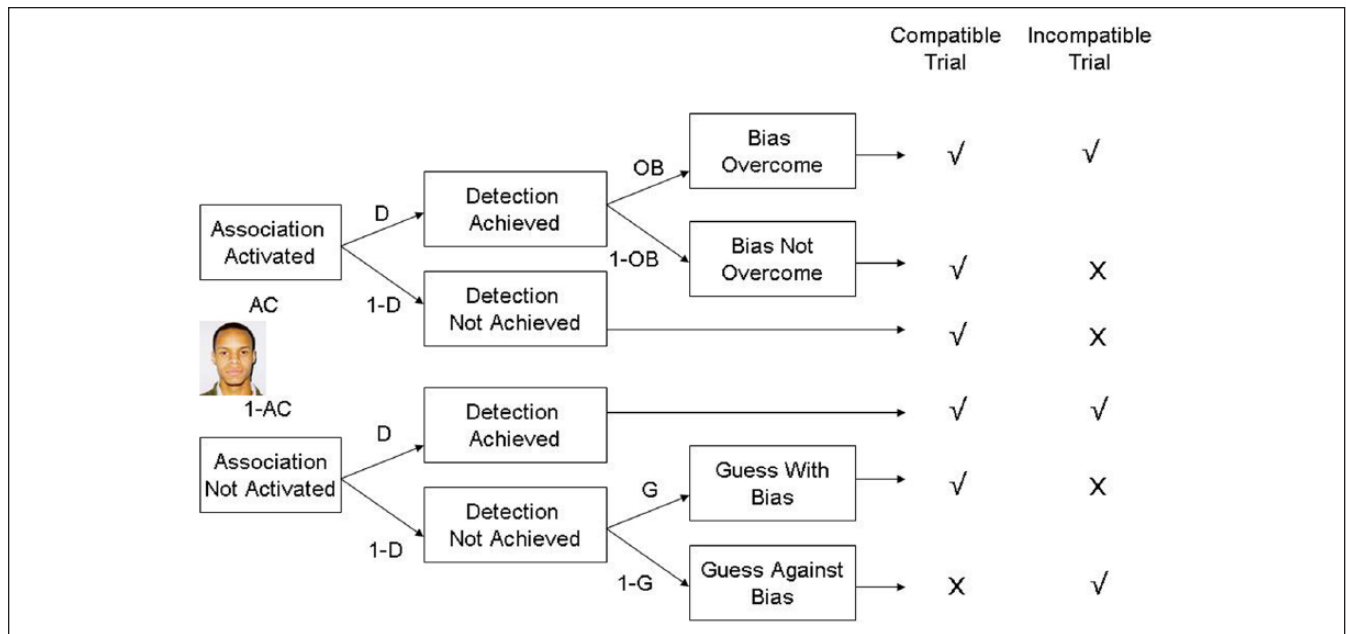 Compatible Trial
Incompatible Trial
Bias
Overcome
√
√
OB
Detection
Achieved
D
Association
Activated
1-OB
Bias Not
Overcome
√
X
AC
1-D
Detection
Not Achieved
√
X
1-AC
D
Detection
Achieved
√
√
Association
Not Activated
G
Guess With
Bias
√
X
1-D
Detection
Not Achieved
1-G
Guess Against
Bias
X
√